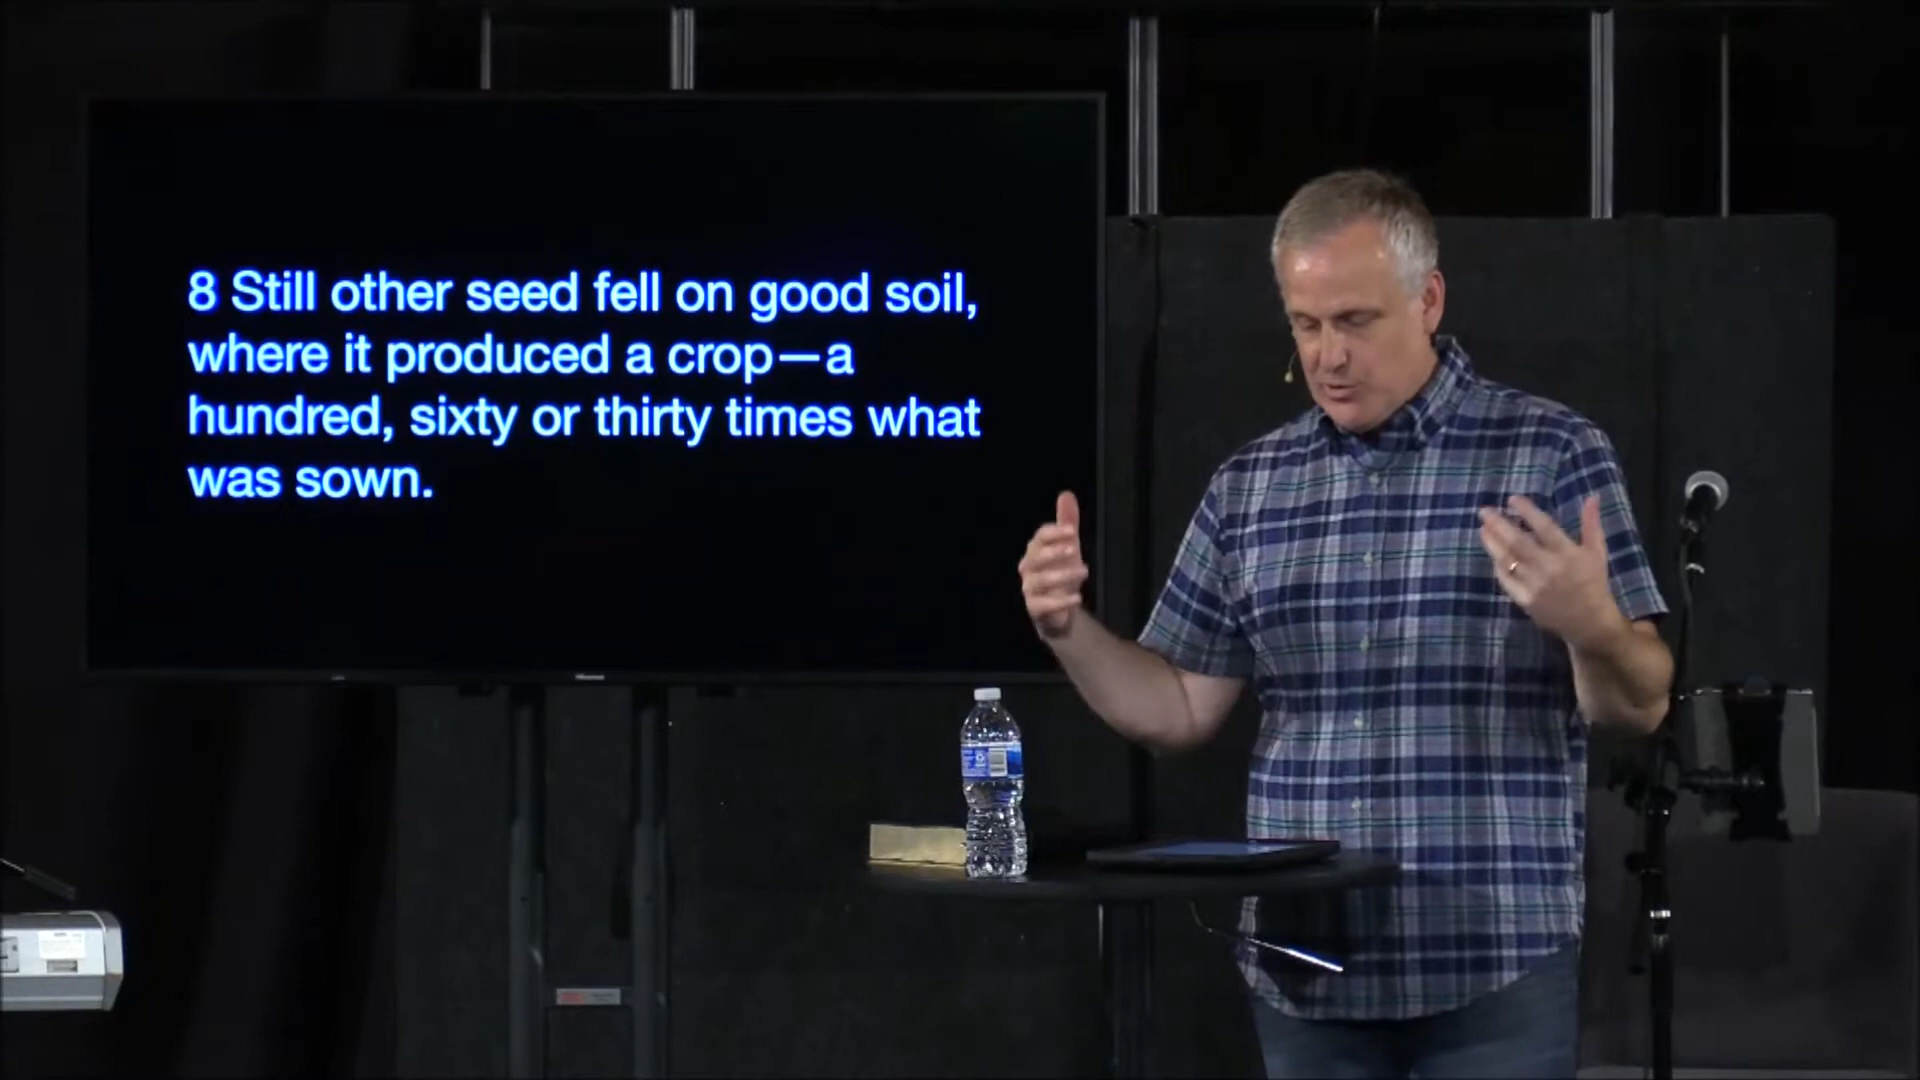 8 Still other seed fell on good soil,
where it produced a crop—a
hundred, sixty or thirty times what
was sown.